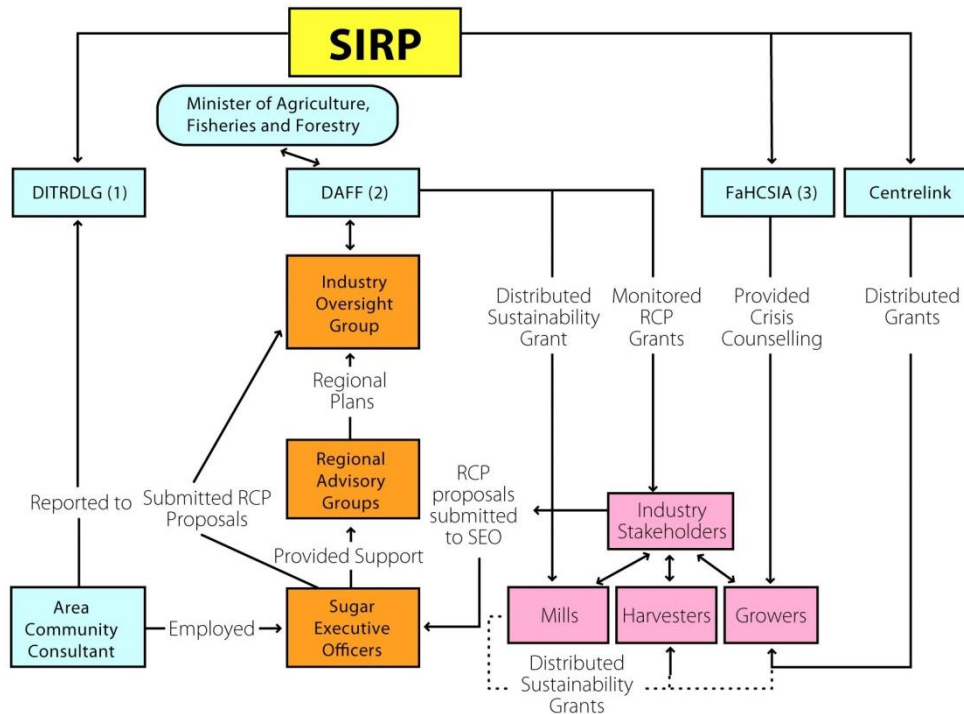 SIRP
Minister of Agriculture,
Fisheries and Forestry
DITRDLG (1)
DAFF (2)
FaHCSIA (3)
Centrelink
Industry
Oversight
Group
Distributed
Sustainability
Grant
Monitored
RCP
Grants
Provided
Crisis
Counselling
Distributed
Grants
Regional
Plans
Regional
Advisory
Groups
RCP
proposals
submitted
to SEO
Industry
Stakeholders
Reported to
Submitted RCP
Proposals
Provided Support
Area
Community
Consultant
Employed
Sugar
Executive
Officers
Mills
Harvesters
Growers
Distributed
Sustainability
Grants